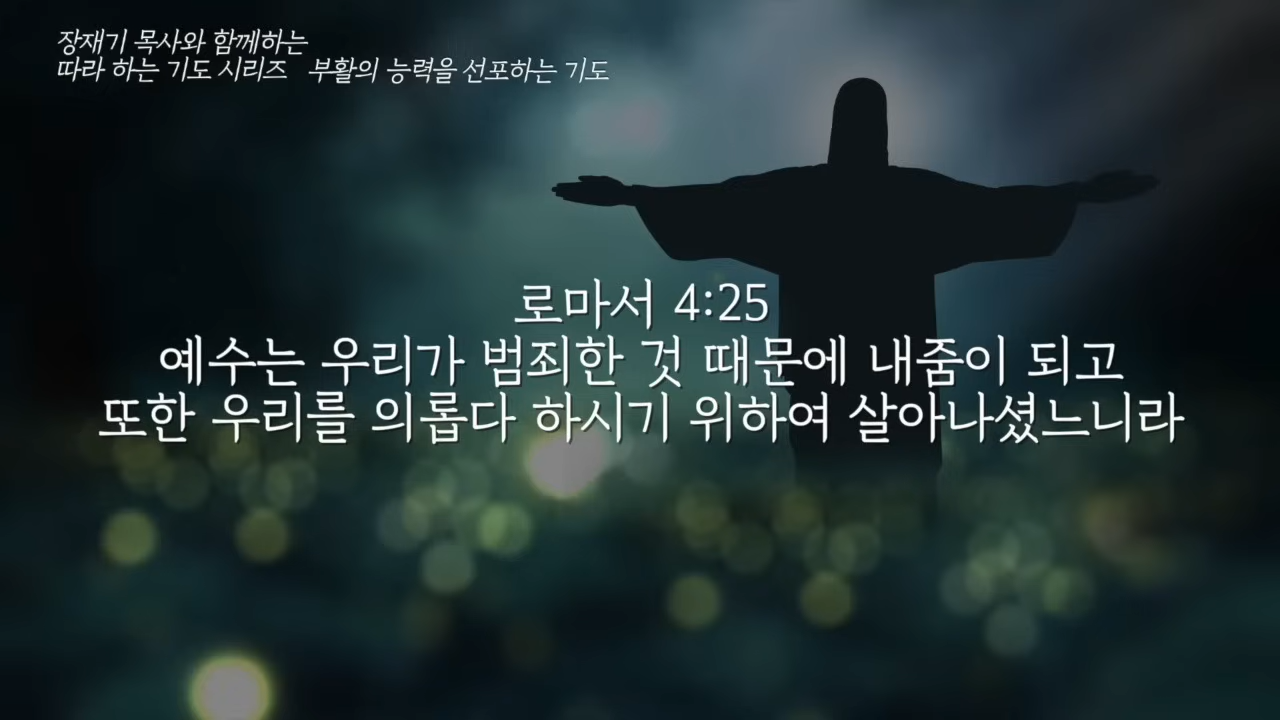 장재기 목사와 함께하는
따라 하는 기도 시리즈 부활의 능력을 선포하는 기도
로마서 4:25
예수는 우리가 범죄한 것 때문에 내줌이 되고
또한 우리를 의롭다 하시기 위하여 살아나셨느니라